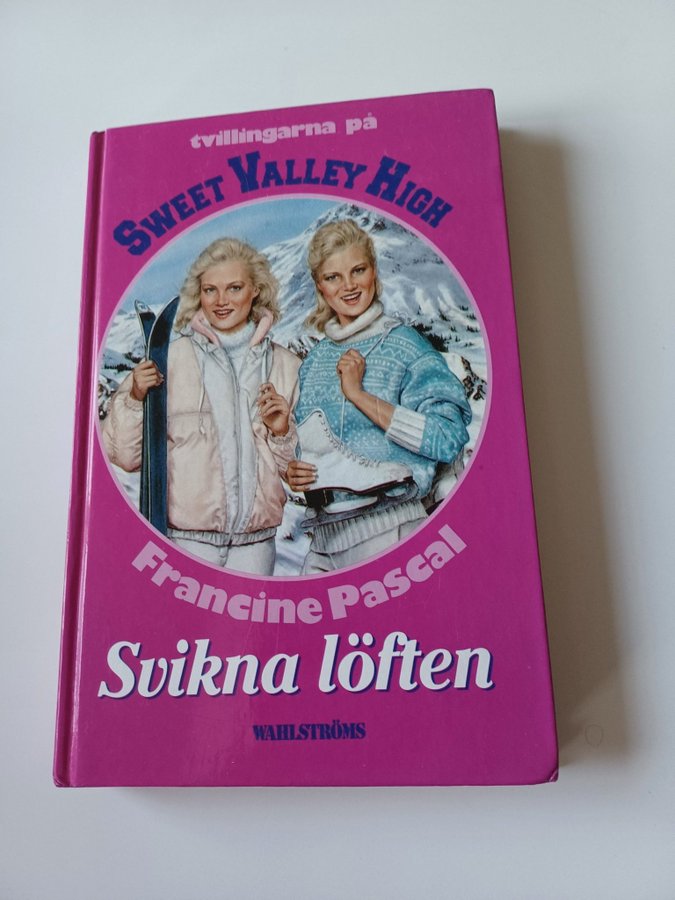 tvillingarna på
SWEET VALLEY HIGH
Francine Pascal
Svikna löften
WAHLSTRÖMS